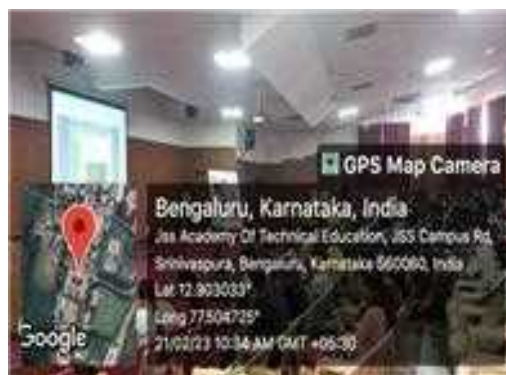 GPS Map Camera
Bengaluru, Karnataka, India
Jss Academy Of Technical Education, JSS Campus Rd,
Srinivaspura, Bengaluru, Karnataka 560060, India
Lat 12.903033°
Long 77.504725°
21/02/23 10:34 AM GMT +05:30
Google